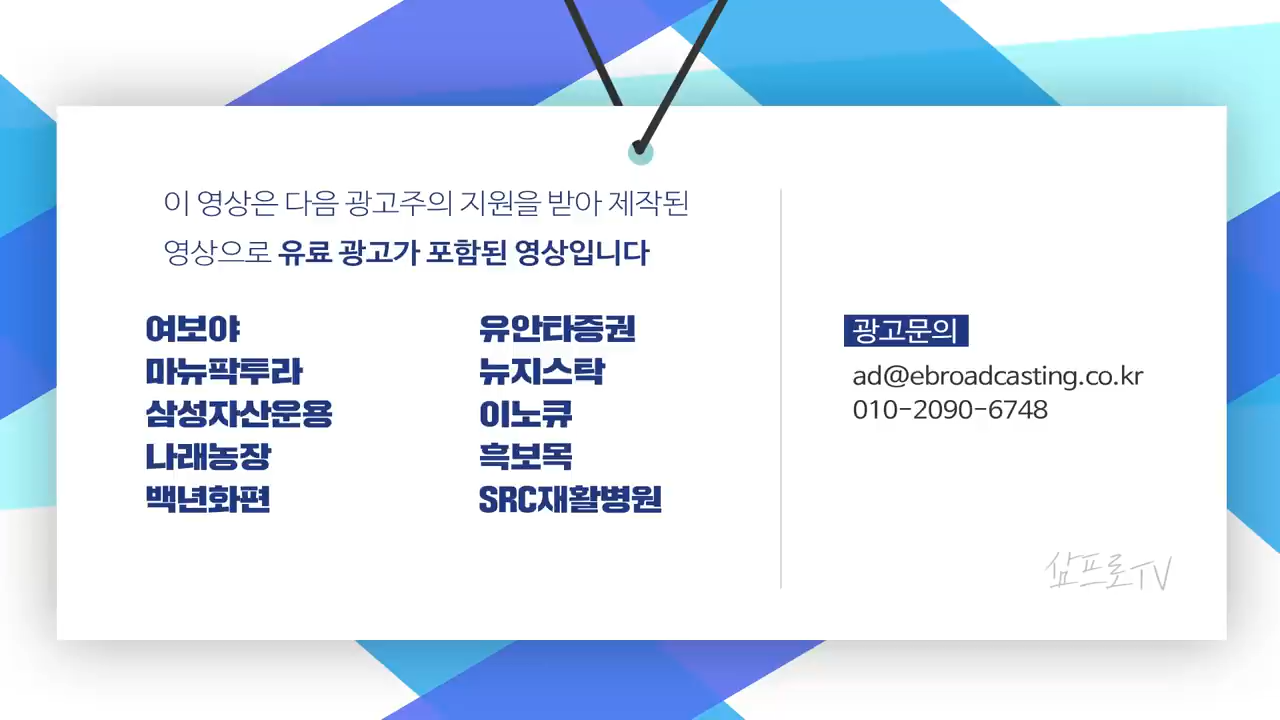 이 영상은 다음 광고주의 지원을 받아 제작된
영상으로 유료 광고가 포함된 영상입니다
여보야
마뉴팍투라
삼성자산운용
나래농장
백년화편
유안타증권
뉴지스탁
이노큐
흑보목
SRC재활병원
광고문의
ad@ebroadcasting.co.kr
010-2090-6748
삼프로TV